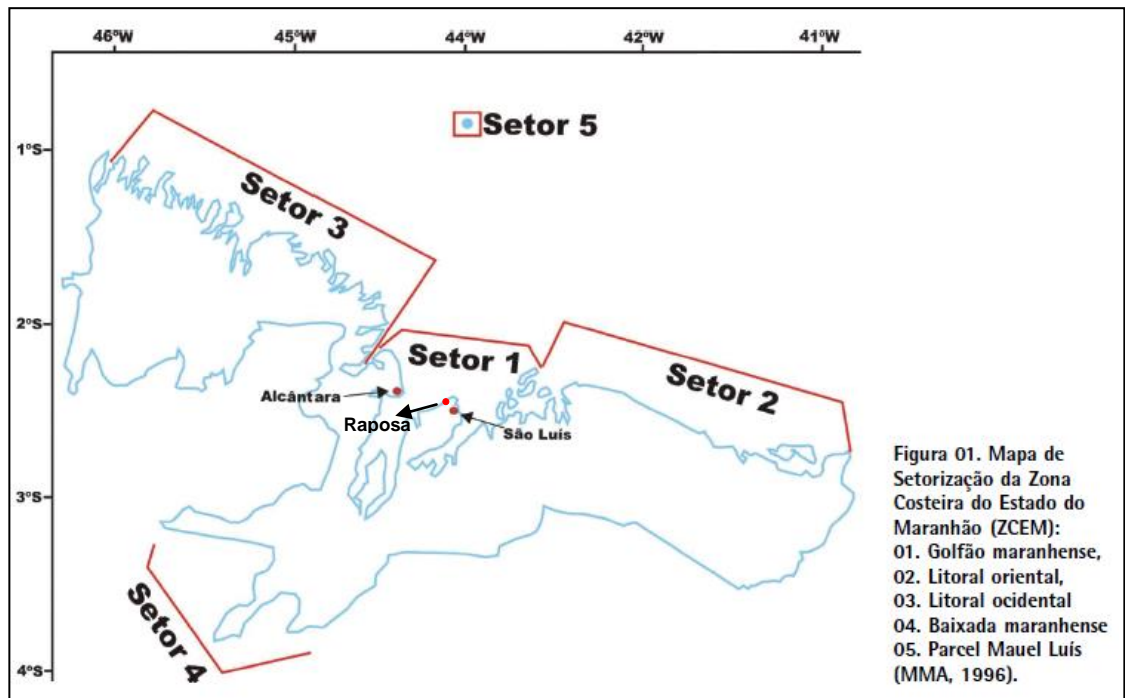 46ºW 45ºW 44ºW 42ºW 41ºW
Setor 5
1ºS
Setor 3
2ºS
Setor 1
Setor 2
Alcântara
Raposa
São Luís
3ºS
Setor 4
4ºS
Figura 01. Mapa de
Setorização da Zona
Costeira do Estado do
Maranhão (ZCEM):
01. Golfão maranhense,
02. Litoral oriental,
03. Litoral ocidental
04. Baixada maranhense
05. Parcel Mauel Luís
(MMA, 1996).